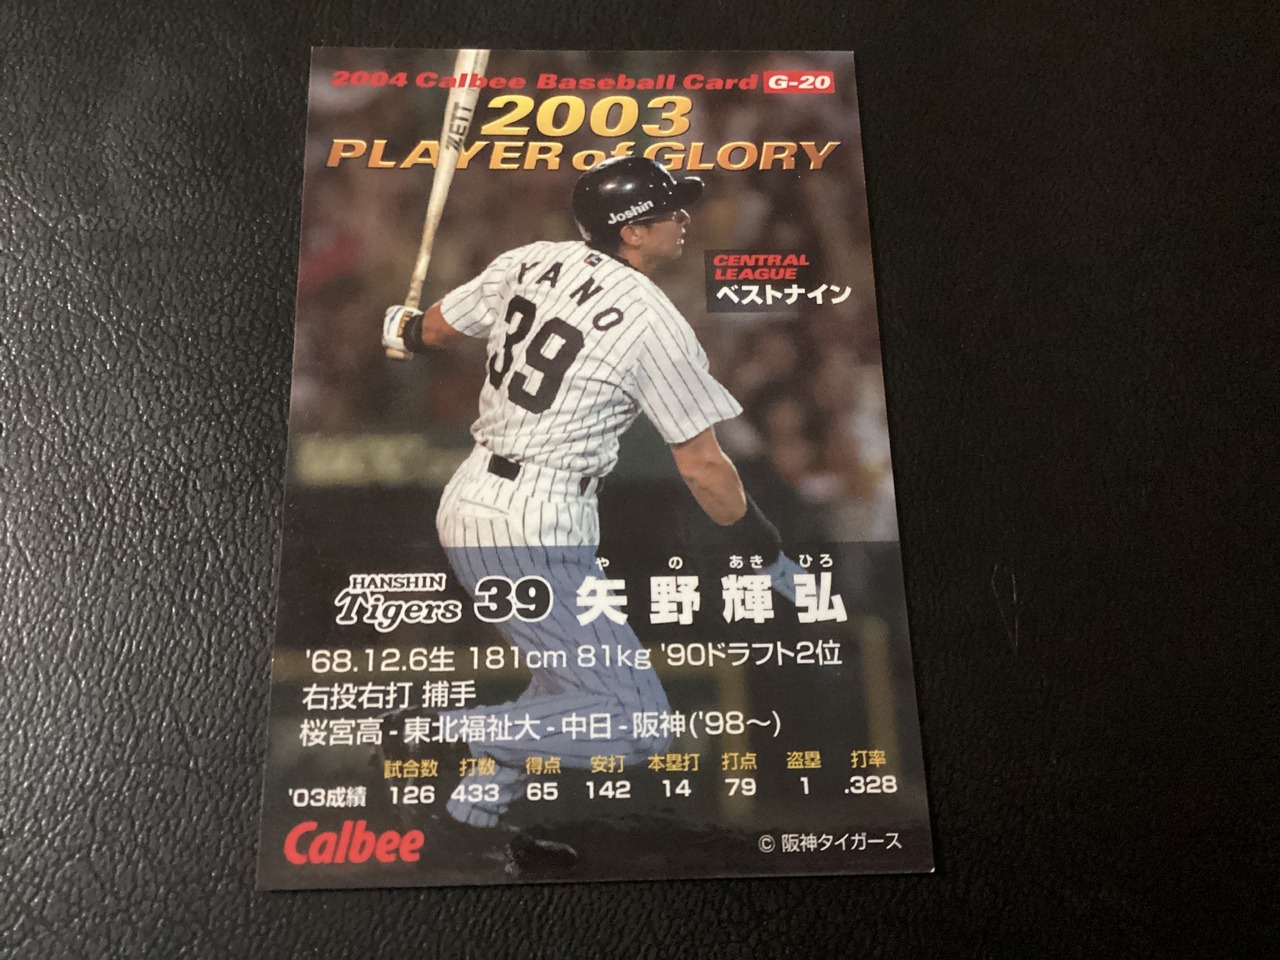 2004 Calbee Baseball Card G-20
2003
PLAYER of GLORY
ZETT
Joshin
YANO
39
CENTRAL
LEAGUE
ベストナイン
や の あき ひろ
HANSHIN
Tigers 39 矢野輝弘
'68.12.6生 181cm 81kg '90ドラフト2位
右投右打 捕手
桜宮高-東北福祉大-中日-阪神('98〜)
試合数 打数 得点 安打 本塁打 打点 盗塁 打率
'03成績 126 433 65 142 14 79 1 .328
Calbee
© 阪神タイガース